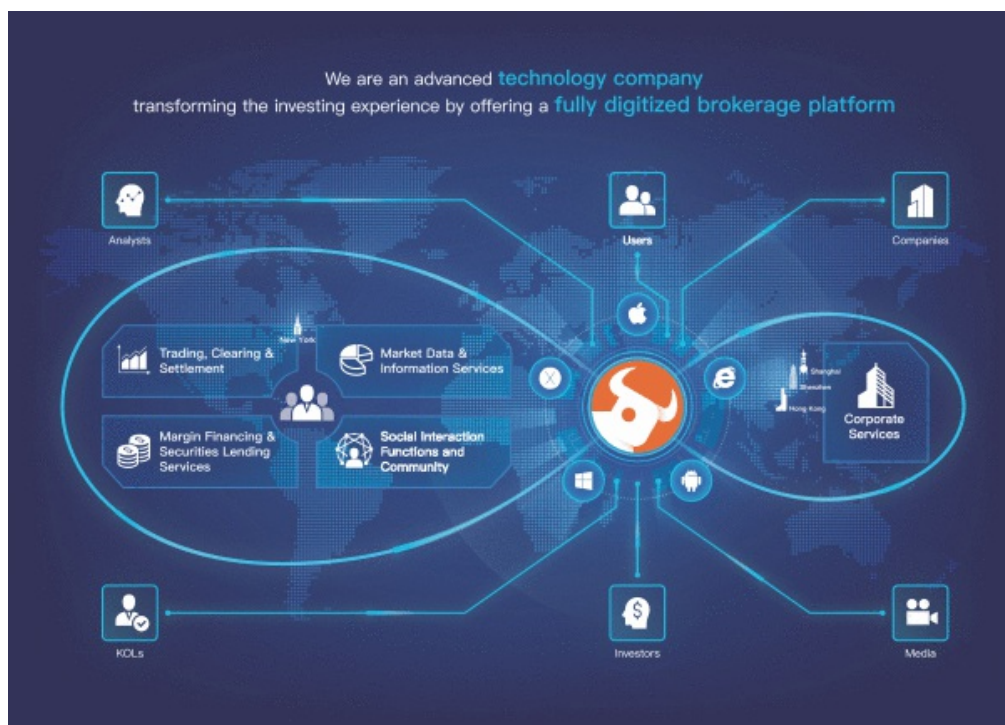 We are an advanced technology company
transforming the investing experience by offering a fully digitized brokerage platform
Analysts
Users
Companies
New York
Trading, Clearing &
Settlement
Market Data &
Information Services
Margin Financing &
Securities Lending
Services
Social Interaction
Functions and
Community
Shanghai
Shenzhen
Hong Kong
Corporate
Services
KOLs
Investors
Media